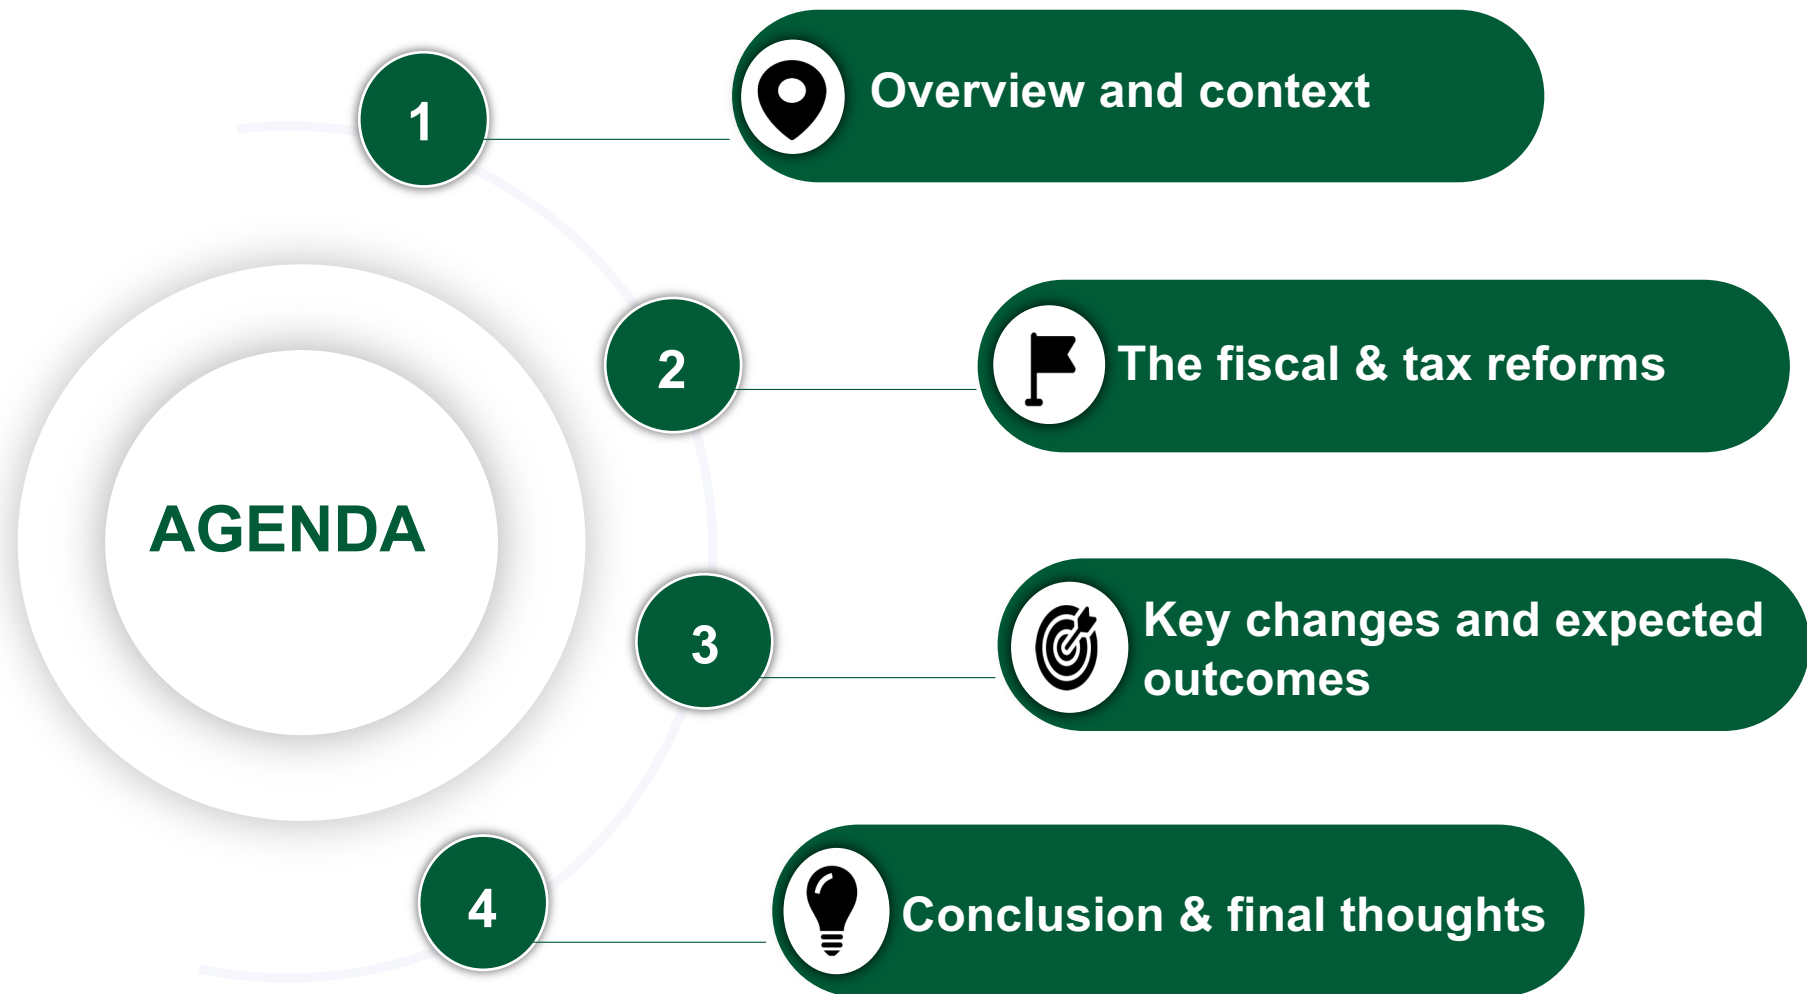 AGENDA
1
Overview and context
2
The fiscal & tax reforms
3
Key changes and expected
outcomes
4
Conclusion & final thoughts